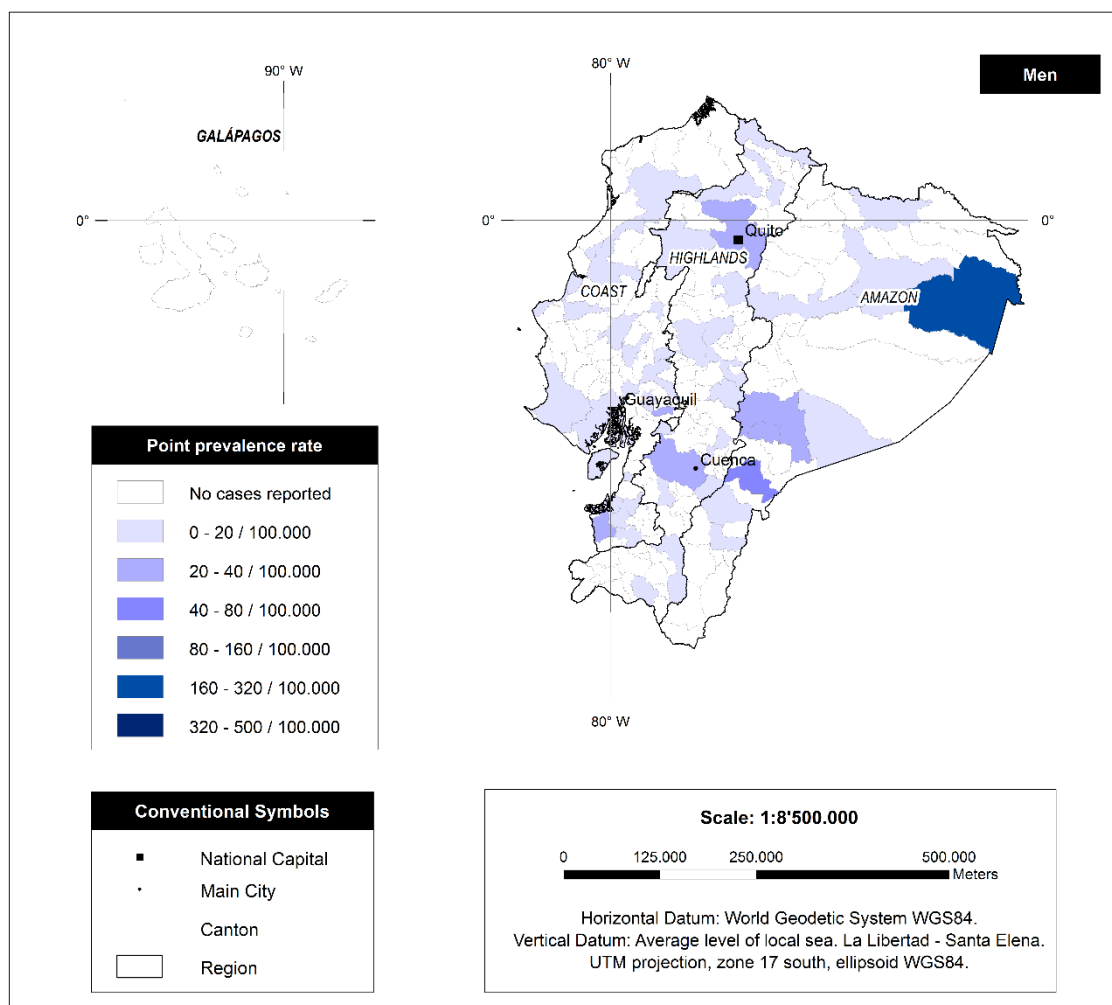 90° W
80° W
Men
GALÁPAGOS
0°
0°
0°
Quito
HIGHLANDS
COAST
AMAZON
Guayaquil
Cuenca
Point prevalence rate
No cases reported
0 - 20 / 100.000
20 - 40 / 100.000
40 - 80 / 100.000
80 - 160 / 100.000
160 - 320 / 100.000
320 - 500 / 100.000
80° W
Conventional Symbols
National Capital
Main City
Canton
Region
Scale: 1:8'500.000
0 125.000 250.000 500.000
Meters
Horizontal Datum: World Geodetic System WGS84.
Vertical Datum: Average level of local sea. La Libertad - Santa Elena.
UTM projection, zone 17 south, ellipsoid WGS84.